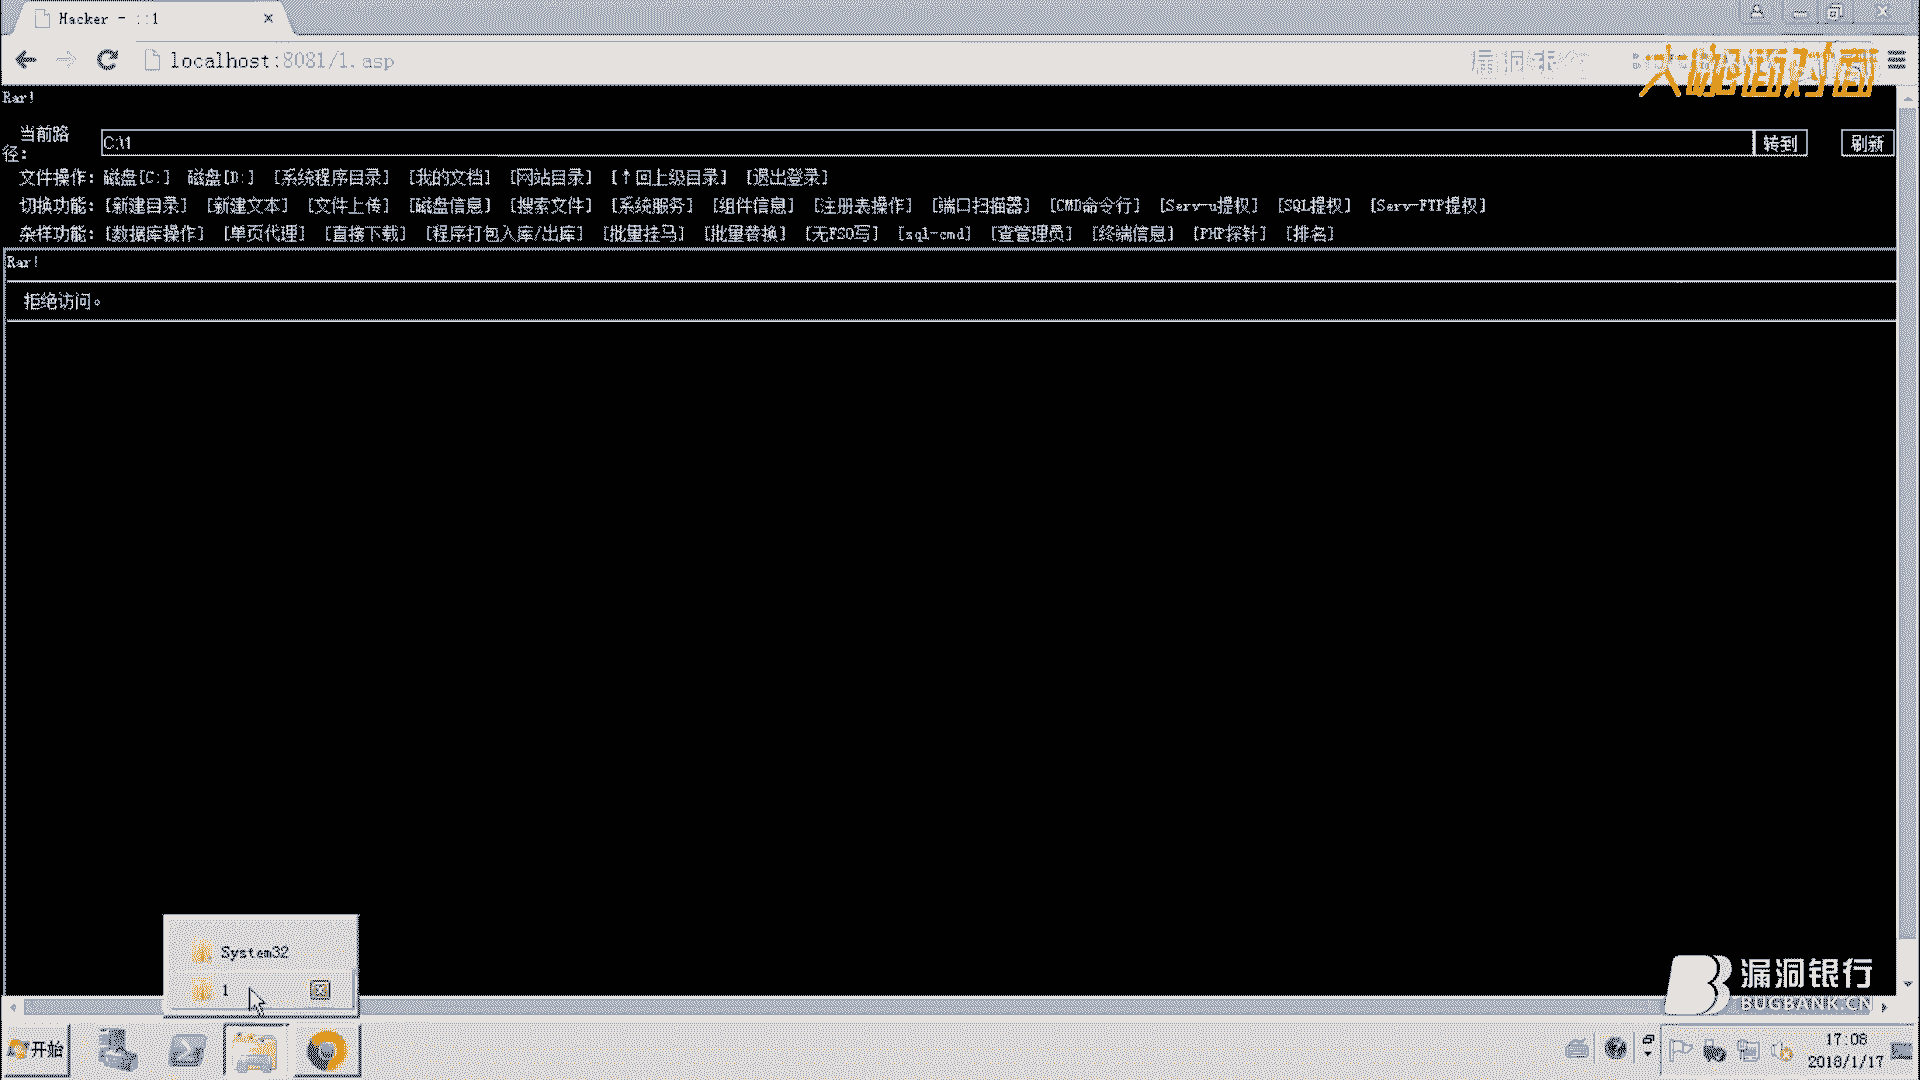 Hacker - ::1
localhost:8081/1.asp
漏洞银行
大咖面对面
Rar!
当前路径:
C:\1
转到
刷新
文件操作: 磁盘[C:] 磁盘[D:] [系统程序目录] [我的文档] [网站目录] [↑回上级目录] [退出登录]
切换功能: [新建目录] [新建文本] [文件上传] [磁盘信息] [搜索文件] [系统服务] [组件信息] [注册表操作] [端口扫描器] [CMD命令行] [Serv-u提权] [SQL提权] [Serv-FTP提权]
杂样功能: [数据库操作] [单页代理] [直接下载] [程序打包入库/出库] [批量挂马] [批量替换] [无FSO写] [sql-cmd] [查管理员] [终端信息] [PHP探针] [排名]
Rar!
拒绝访问。
System32
1
漏洞银行
BUGBANK.CN
开始
17:08
2018/1/17